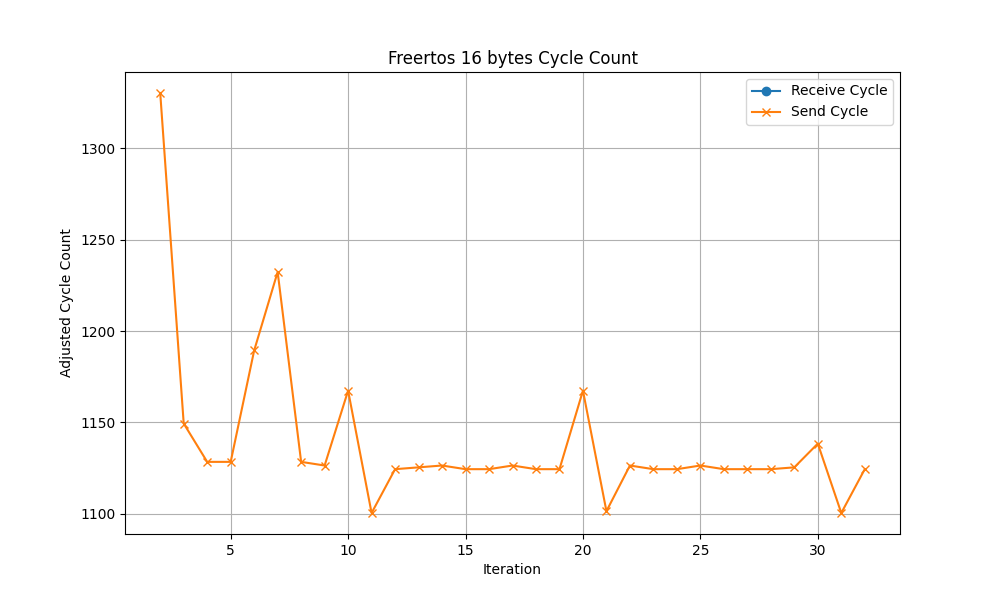 Freertos 16 bytes Cycle Count
Receive Cycle
Send Cycle
Adjusted Cycle Count
1300
1250
1200
1150
1100
5 10 15 20 25 30
Iteration